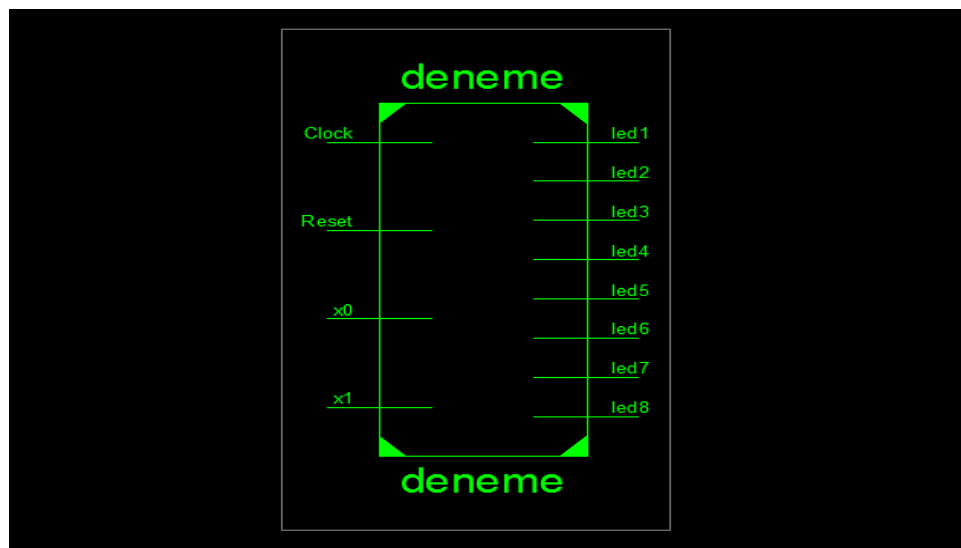 deneme
Clock
Reset
x0
x1
led1
led2
led3
led4
led5
led6
led7
led8
deneme